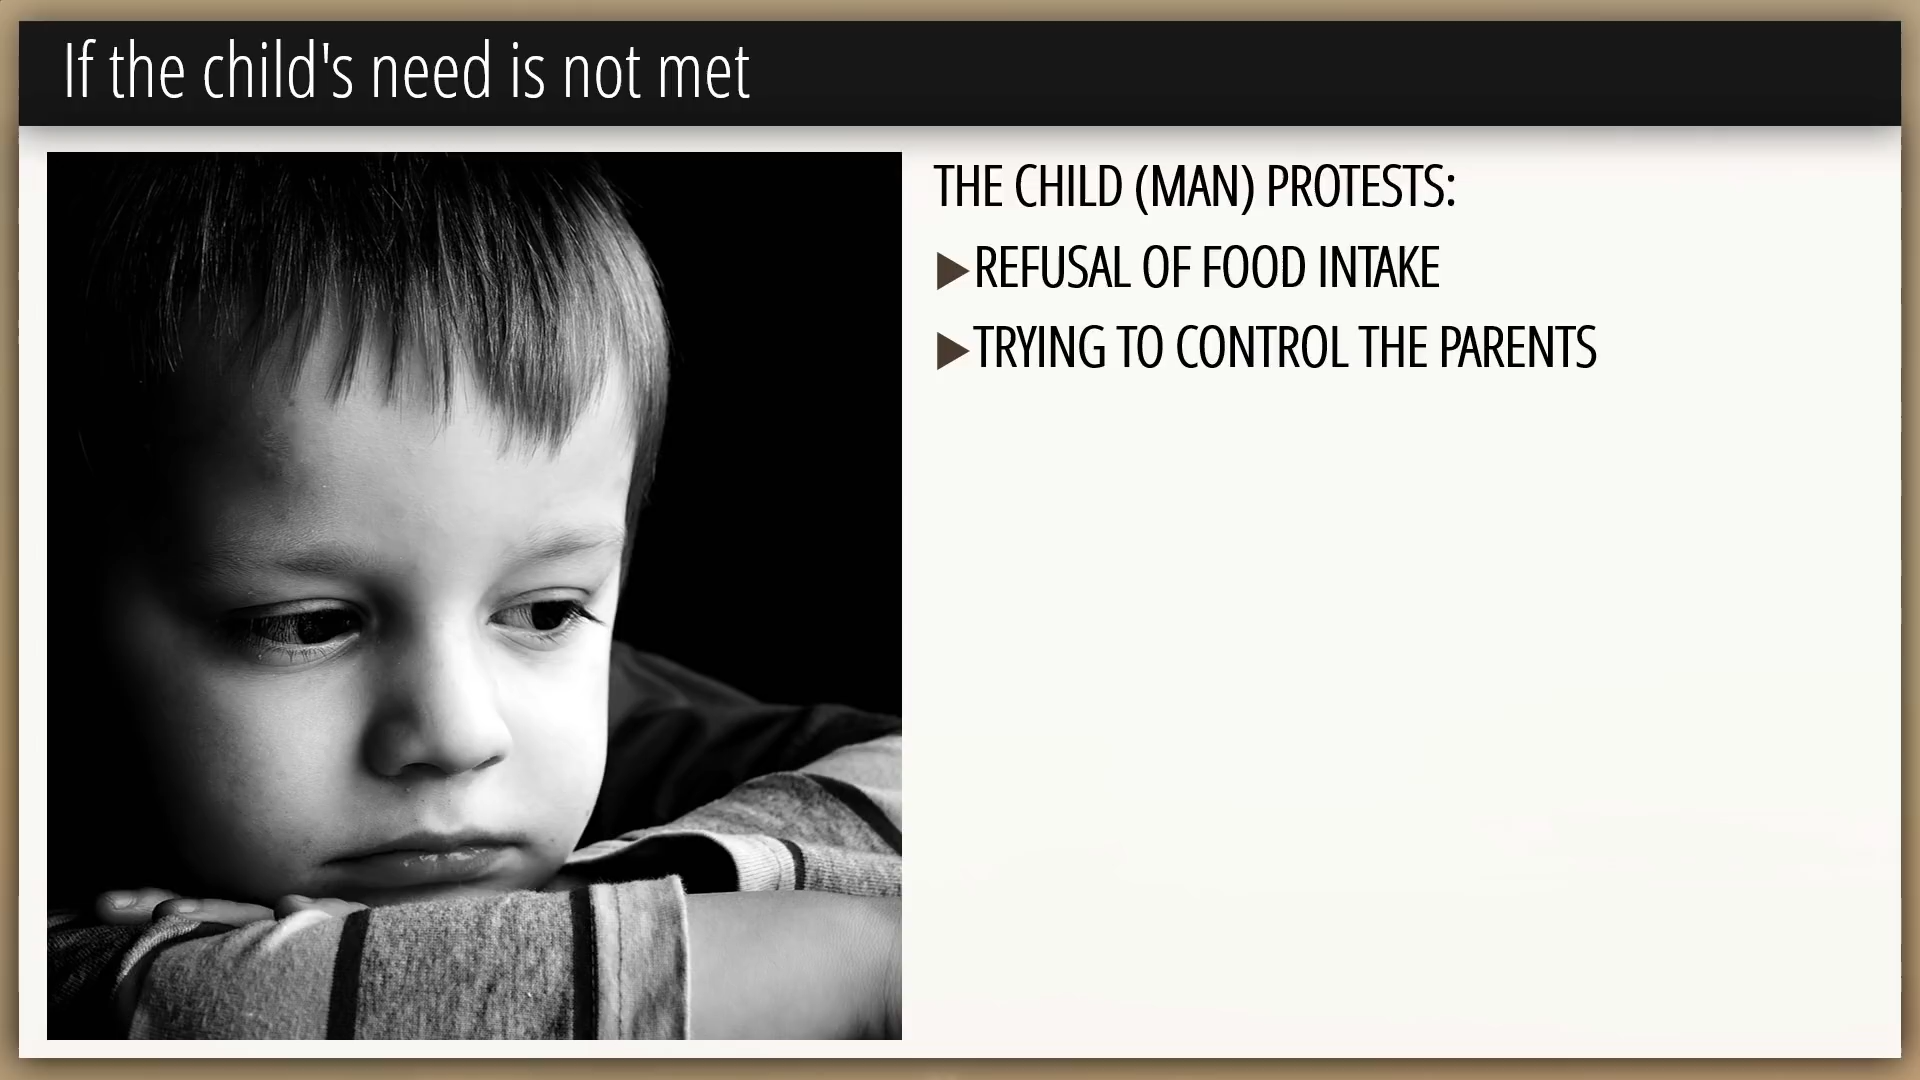 If the child's need is not met
THE CHILD (MAN) PROTESTS:
REFUSAL OF FOOD INTAKE
TRYING TO CONTROL THE PARENTS